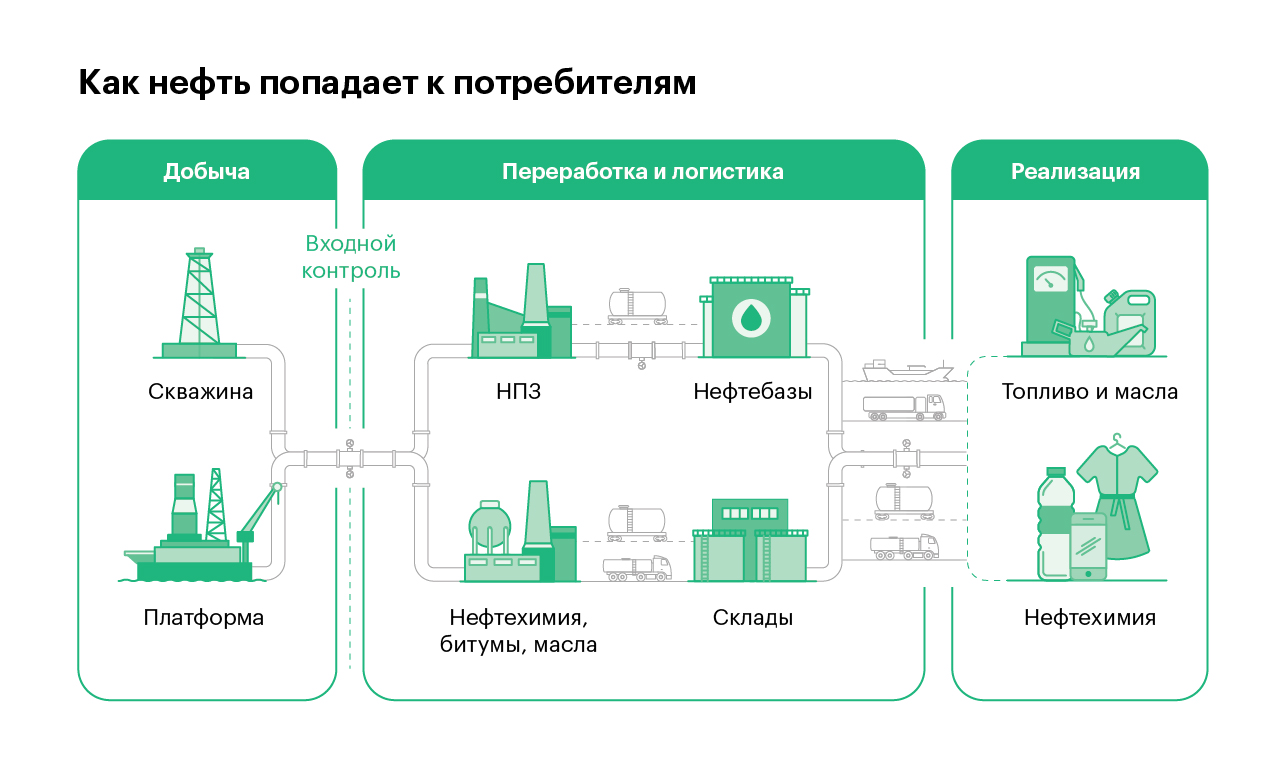 Как нефть попадает к потребителям
Добыча
Входной
контроль
Скважина
Платформа
Переработка и логистика
НПЗ
Нефтебазы
Нефтехимия,
битумы, масла
Склады
Реализация
Топливо и масла
Нефтехимия